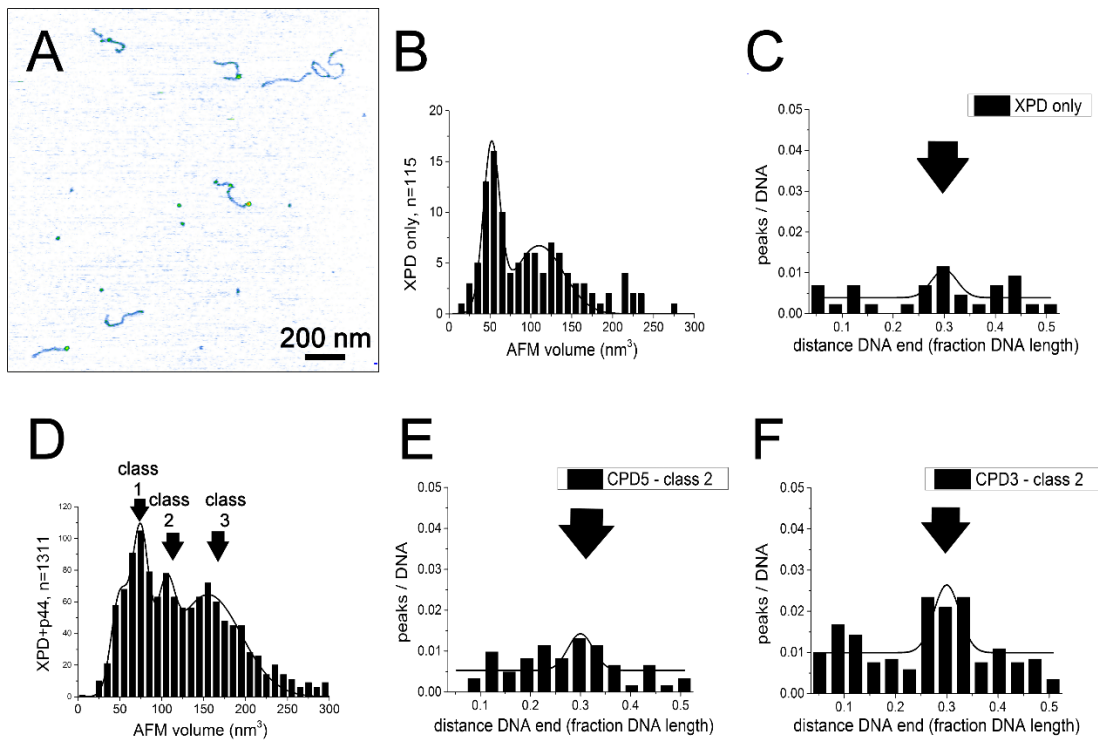 A
200 nm
B
XPD only, n=115
20
15
10
5
0
0 50 100 150 200 250 300
AFM volume (nm³)
C
XPD only
peaks / DNA
0.05
0.04
0.03
0.02
0.01
0.00
0.1 0.2 0.3 0.4 0.5
distance DNA end (fraction DNA length)
D
class
1
class
2
class
3
XPD+p44, n=1311
120
100
80
60
40
20
0
0 50 100 150 200 250 300
AFM volume (nm³)
E
CPD5 - class 2
peaks / DNA
0.05
0.04
0.03
0.02
0.01
0.00
0.1 0.2 0.3 0.4 0.5
distance DNA end (fraction DNA length)
F
CPD3 - class 2
peaks / DNA
0.05
0.04
0.03
0.02
0.01
0.00
0.1 0.2 0.3 0.4 0.5
distance DNA end (fraction DNA length)